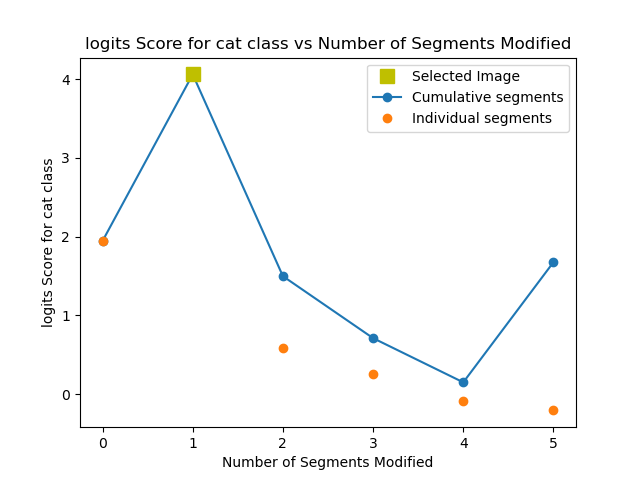 logits Score for cat class vs Number of Segments Modified
Selected Image
Cumulative segments
Individual segments
logits Score for cat class
4
3
2
1
0
0 1 2 3 4 5
Number of Segments Modified